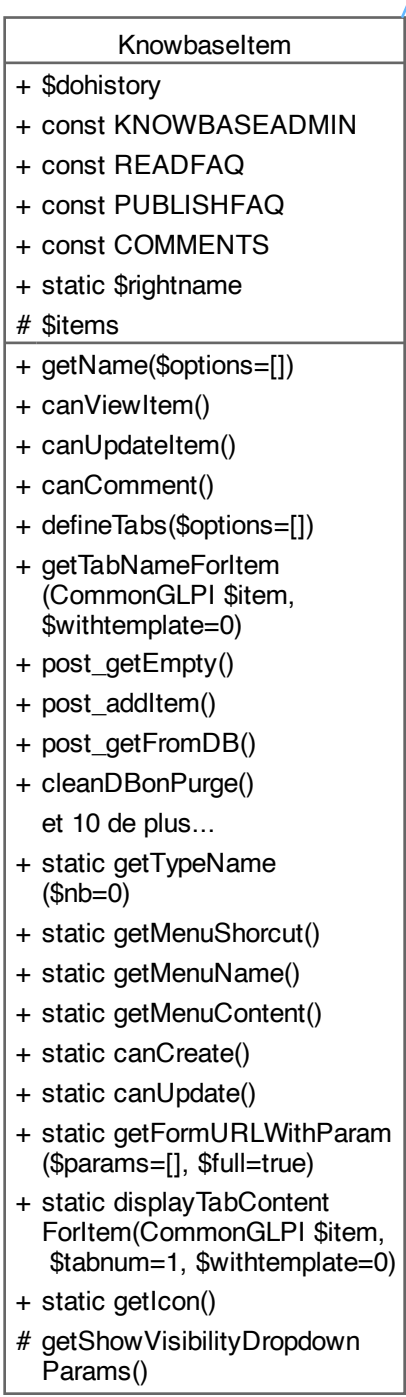 KnowbaseItem
+ $dohistory
+ const KNOWBASEADMIN
+ const READFAQ
+ const PUBLISHFAQ
+ const COMMENTS
+ static $rightname
# $items
+ getName($options=[])
+ canViewItem()
+ canUpdateItem()
+ canComment()
+ defineTabs($options=[])
+ getTabNameForItem
(CommonGLPI $item,
$withtemplate=0)
+ post_getEmpty()
+ post_addItem()
+ post_getFromDB()
+ cleanDBonPurge()
et 10 de plus...
+ static getTypeName
($nb=0)
+ static getMenuShorcut()
+ static getMenuName()
+ static getMenuContent()
+ static canCreate()
+ static canUpdate()
+ static getFormURLWithParam
($params=[], $full=true)
+ static displayTabContent
ForItem(CommonGLPI $item,
$tabnum=1, $withtemplate=0)
+ static getIcon()
# getShowVisibilityDropdown
Params()